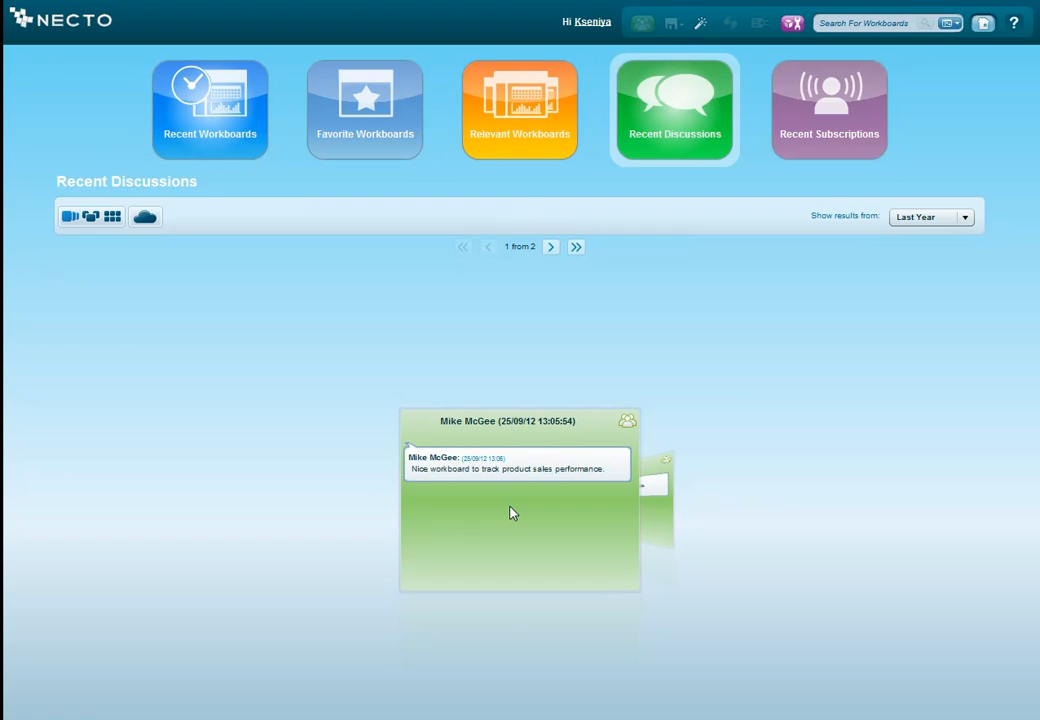 NECTO
Hi Kseniya
Search For Workboards
?
Recent Workboards
Favorite Workboards
Relevant Workboards
Recent Discussions
Recent Subscriptions
Recent Discussions
Show results from:
Last Year
1 from 2
Mike McGee (25/09/12 13:05:54)
Mike McGee: (25/09/12 13:06)
Nice workboard to track product sales performance.